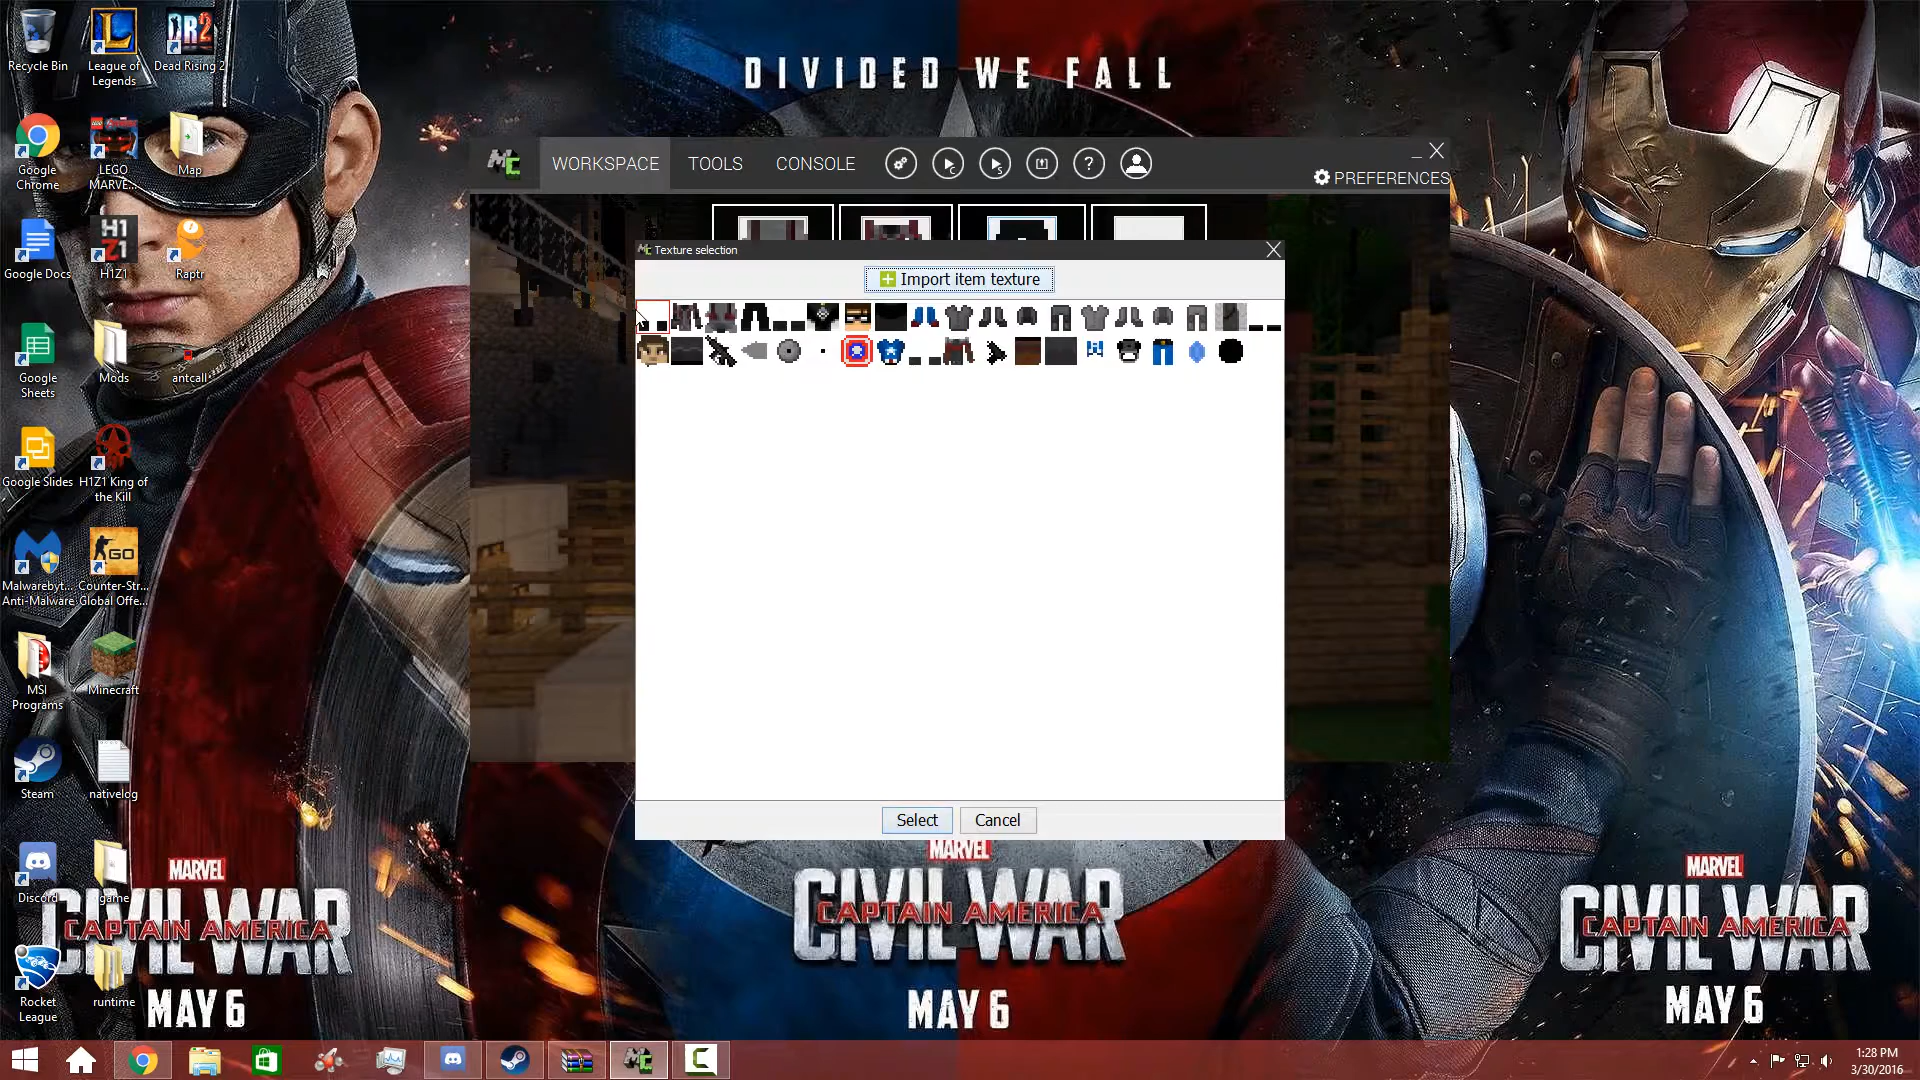 Recycle Bin
League of
Legends
DR2
Dead Rising 2
DIVIDED WE FALL
Google
Chrome
LEGO
MARVE...
Map
WORKSPACE
TOOLS
CONSOLE
PREFERENCES
Texture selection
Import item texture
Google Docs
H1
Z1
H1Z1
Raptr
Google
Sheets
Mods
antcall
Google Slides
H1Z1 King of
the Kill
Malwarebyt...
Anti-Malware
GO
Counter-Str...
Global Offe...
MSI
Programs
Minecraft
Steam
nativelog
Select
Cancel
Discord
game
Rocket
League
runtime
MARVEL
CAPTAIN AMERICA
CIVIL WAR
MAY 6
MARVEL
CAPTAIN AMERICA
CIVIL WAR
MAY 6
MARVEL
CAPTAIN AMERICA
CIVIL WAR
MAY 6
1:28 PM
3/30/2016